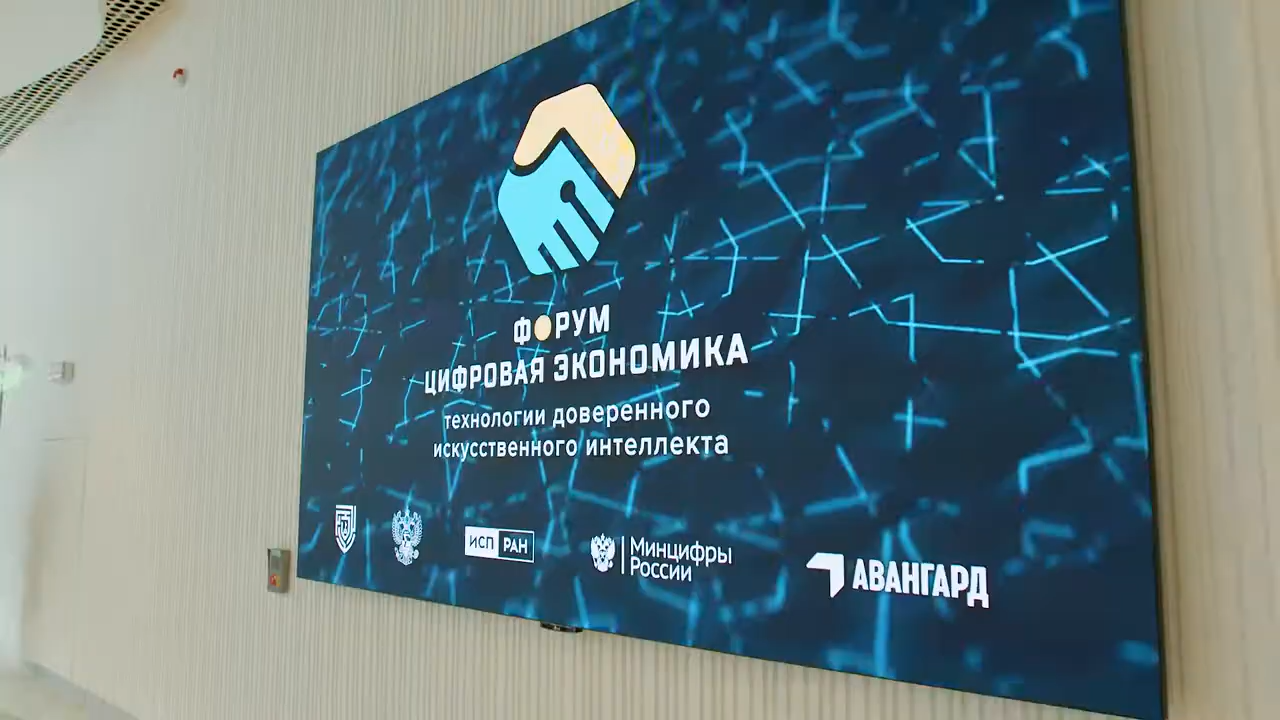 ФОРУМ
ЦИФРОВАЯ ЭКОНОМИКА
технологии доверенного
искусственного интеллекта
ИСП РАН
Минцифры
России
АВАНГАРД